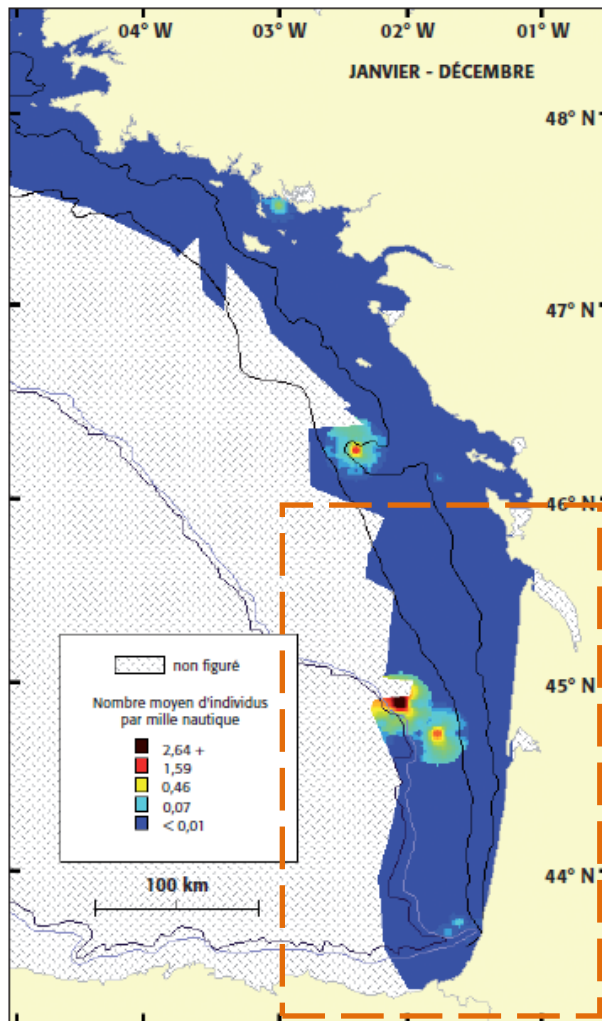 04° W 03° W 02° W 01° W
JANVIER - DÉCEMBRE
48° N
47° N
46° N
45° N
44° N
non figuré
Nombre moyen d'individus
par mille nautique
2,64 +
1,59
0,46
0,07
< 0,01
100 km